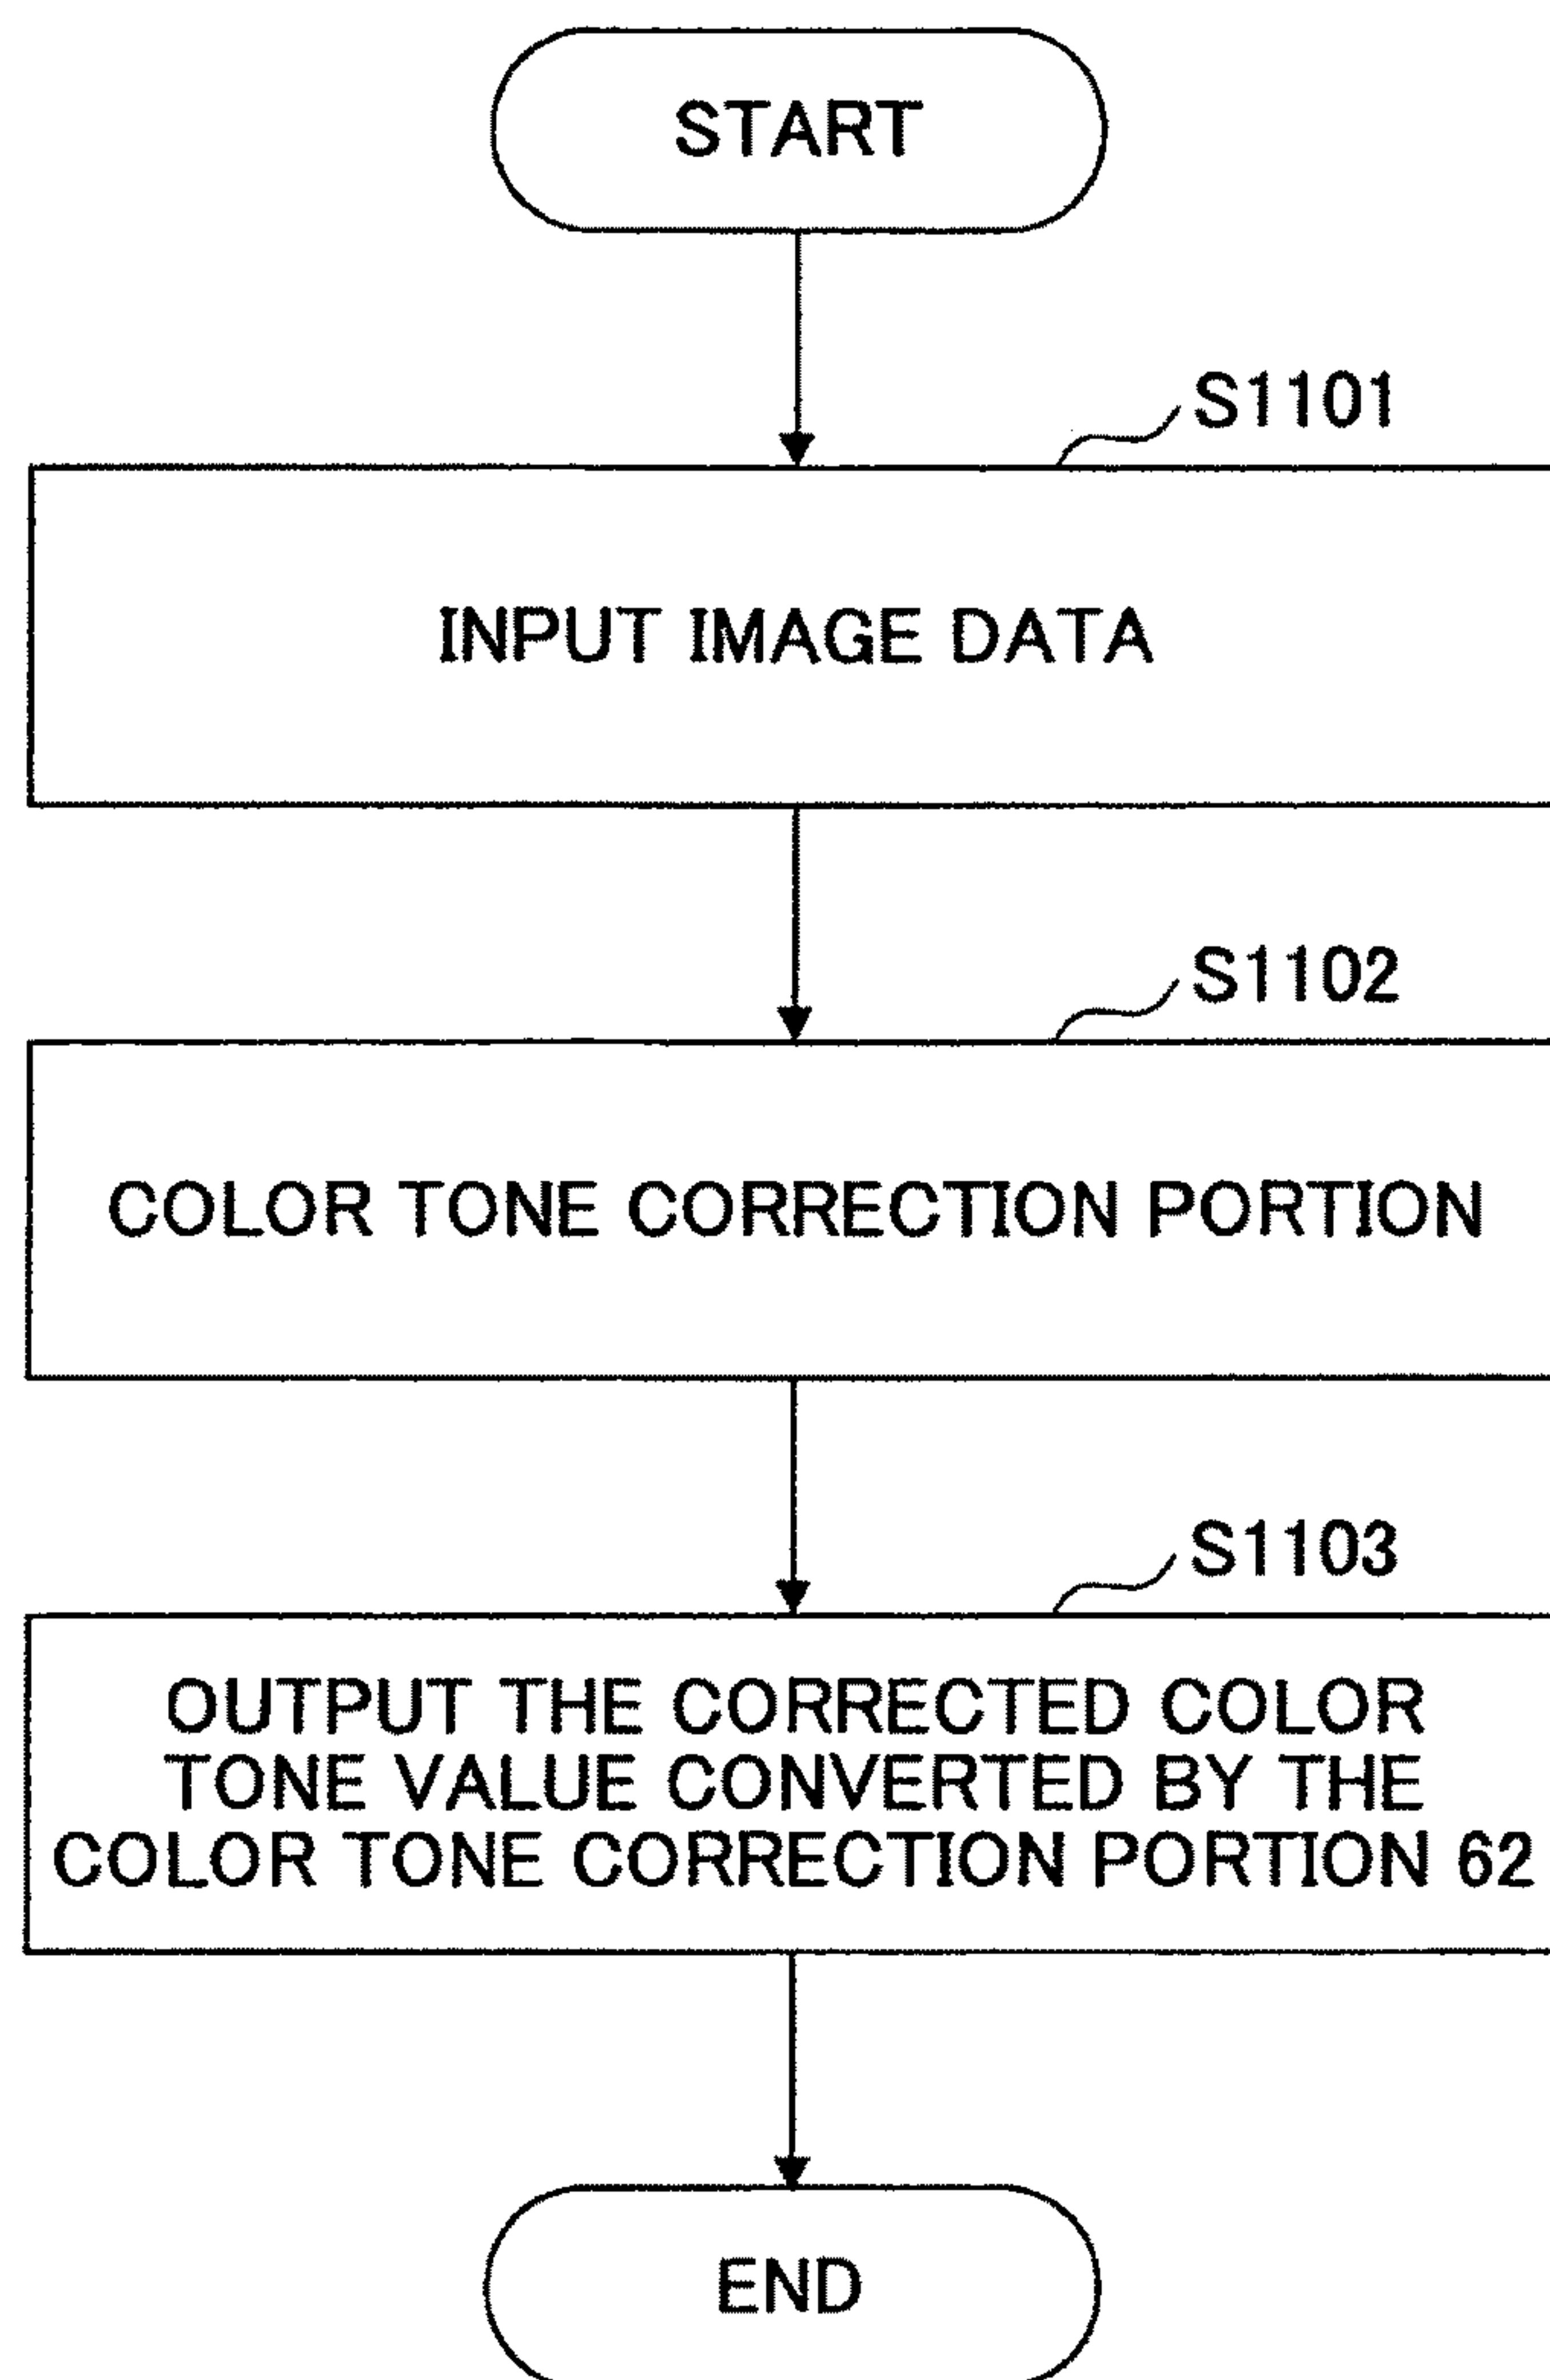 START
S1101
INPUT IMAGE DATA
S1102
COLOR TONE CORRECTION PORTION
S1103
OUTPUT THE CORRECTED COLOR
TONE VALUE CONVERTED BY THE
COLOR TONE CORRECTION PORTION 62
END